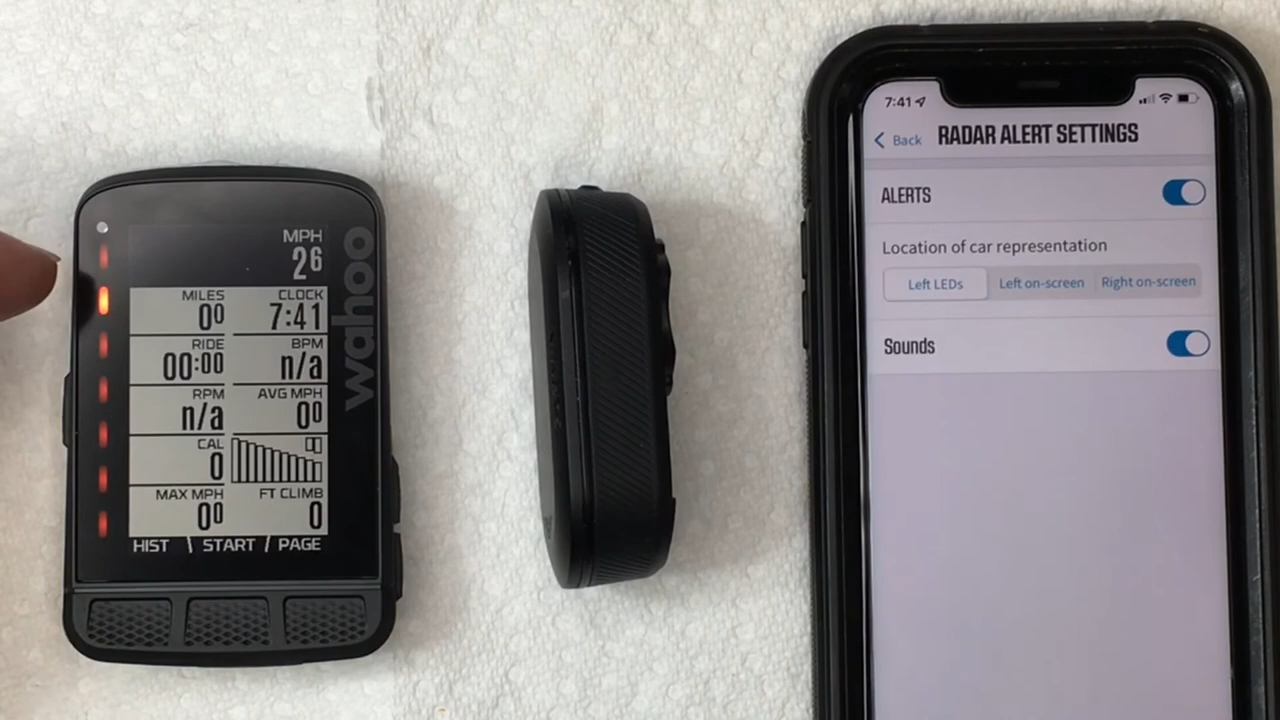 MPH
26
MILES CLOCK
00 7:41
RIDE BPM
00:00 n/a
RPM AVG MPH
n/a 00
CAL
0
MAX MPH FT CLIMB
00 0
HIST \ START / PAGE
wahoo
7:41
Back RADAR ALERT SETTINGS
ALERTS
Location of car representation
Left LEDs Left on-screen Right on-screen
Sounds